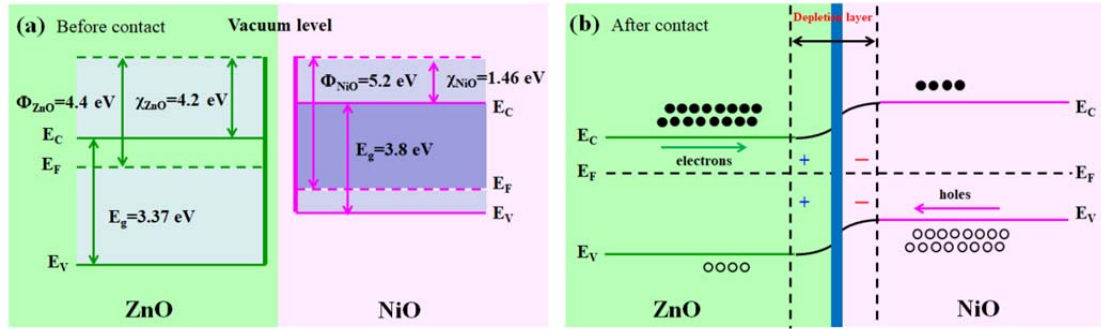 (a) Before contact
Vacuum level
Φ_ZnO=4.4 eV
χ_ZnO=4.2 eV
E_C
E_F
E_g=3.37 eV
E_V
ZnO
Φ_NiO=5.2 eV
χ_NiO=1.46 eV
E_C
E_g=3.8 eV
E_F
E_V
NiO
(b) After contact
Depletion layer
E_C
electrons
E_F
E_V
ZnO
+
+
−
−
E_C
E_F
holes
E_V
NiO